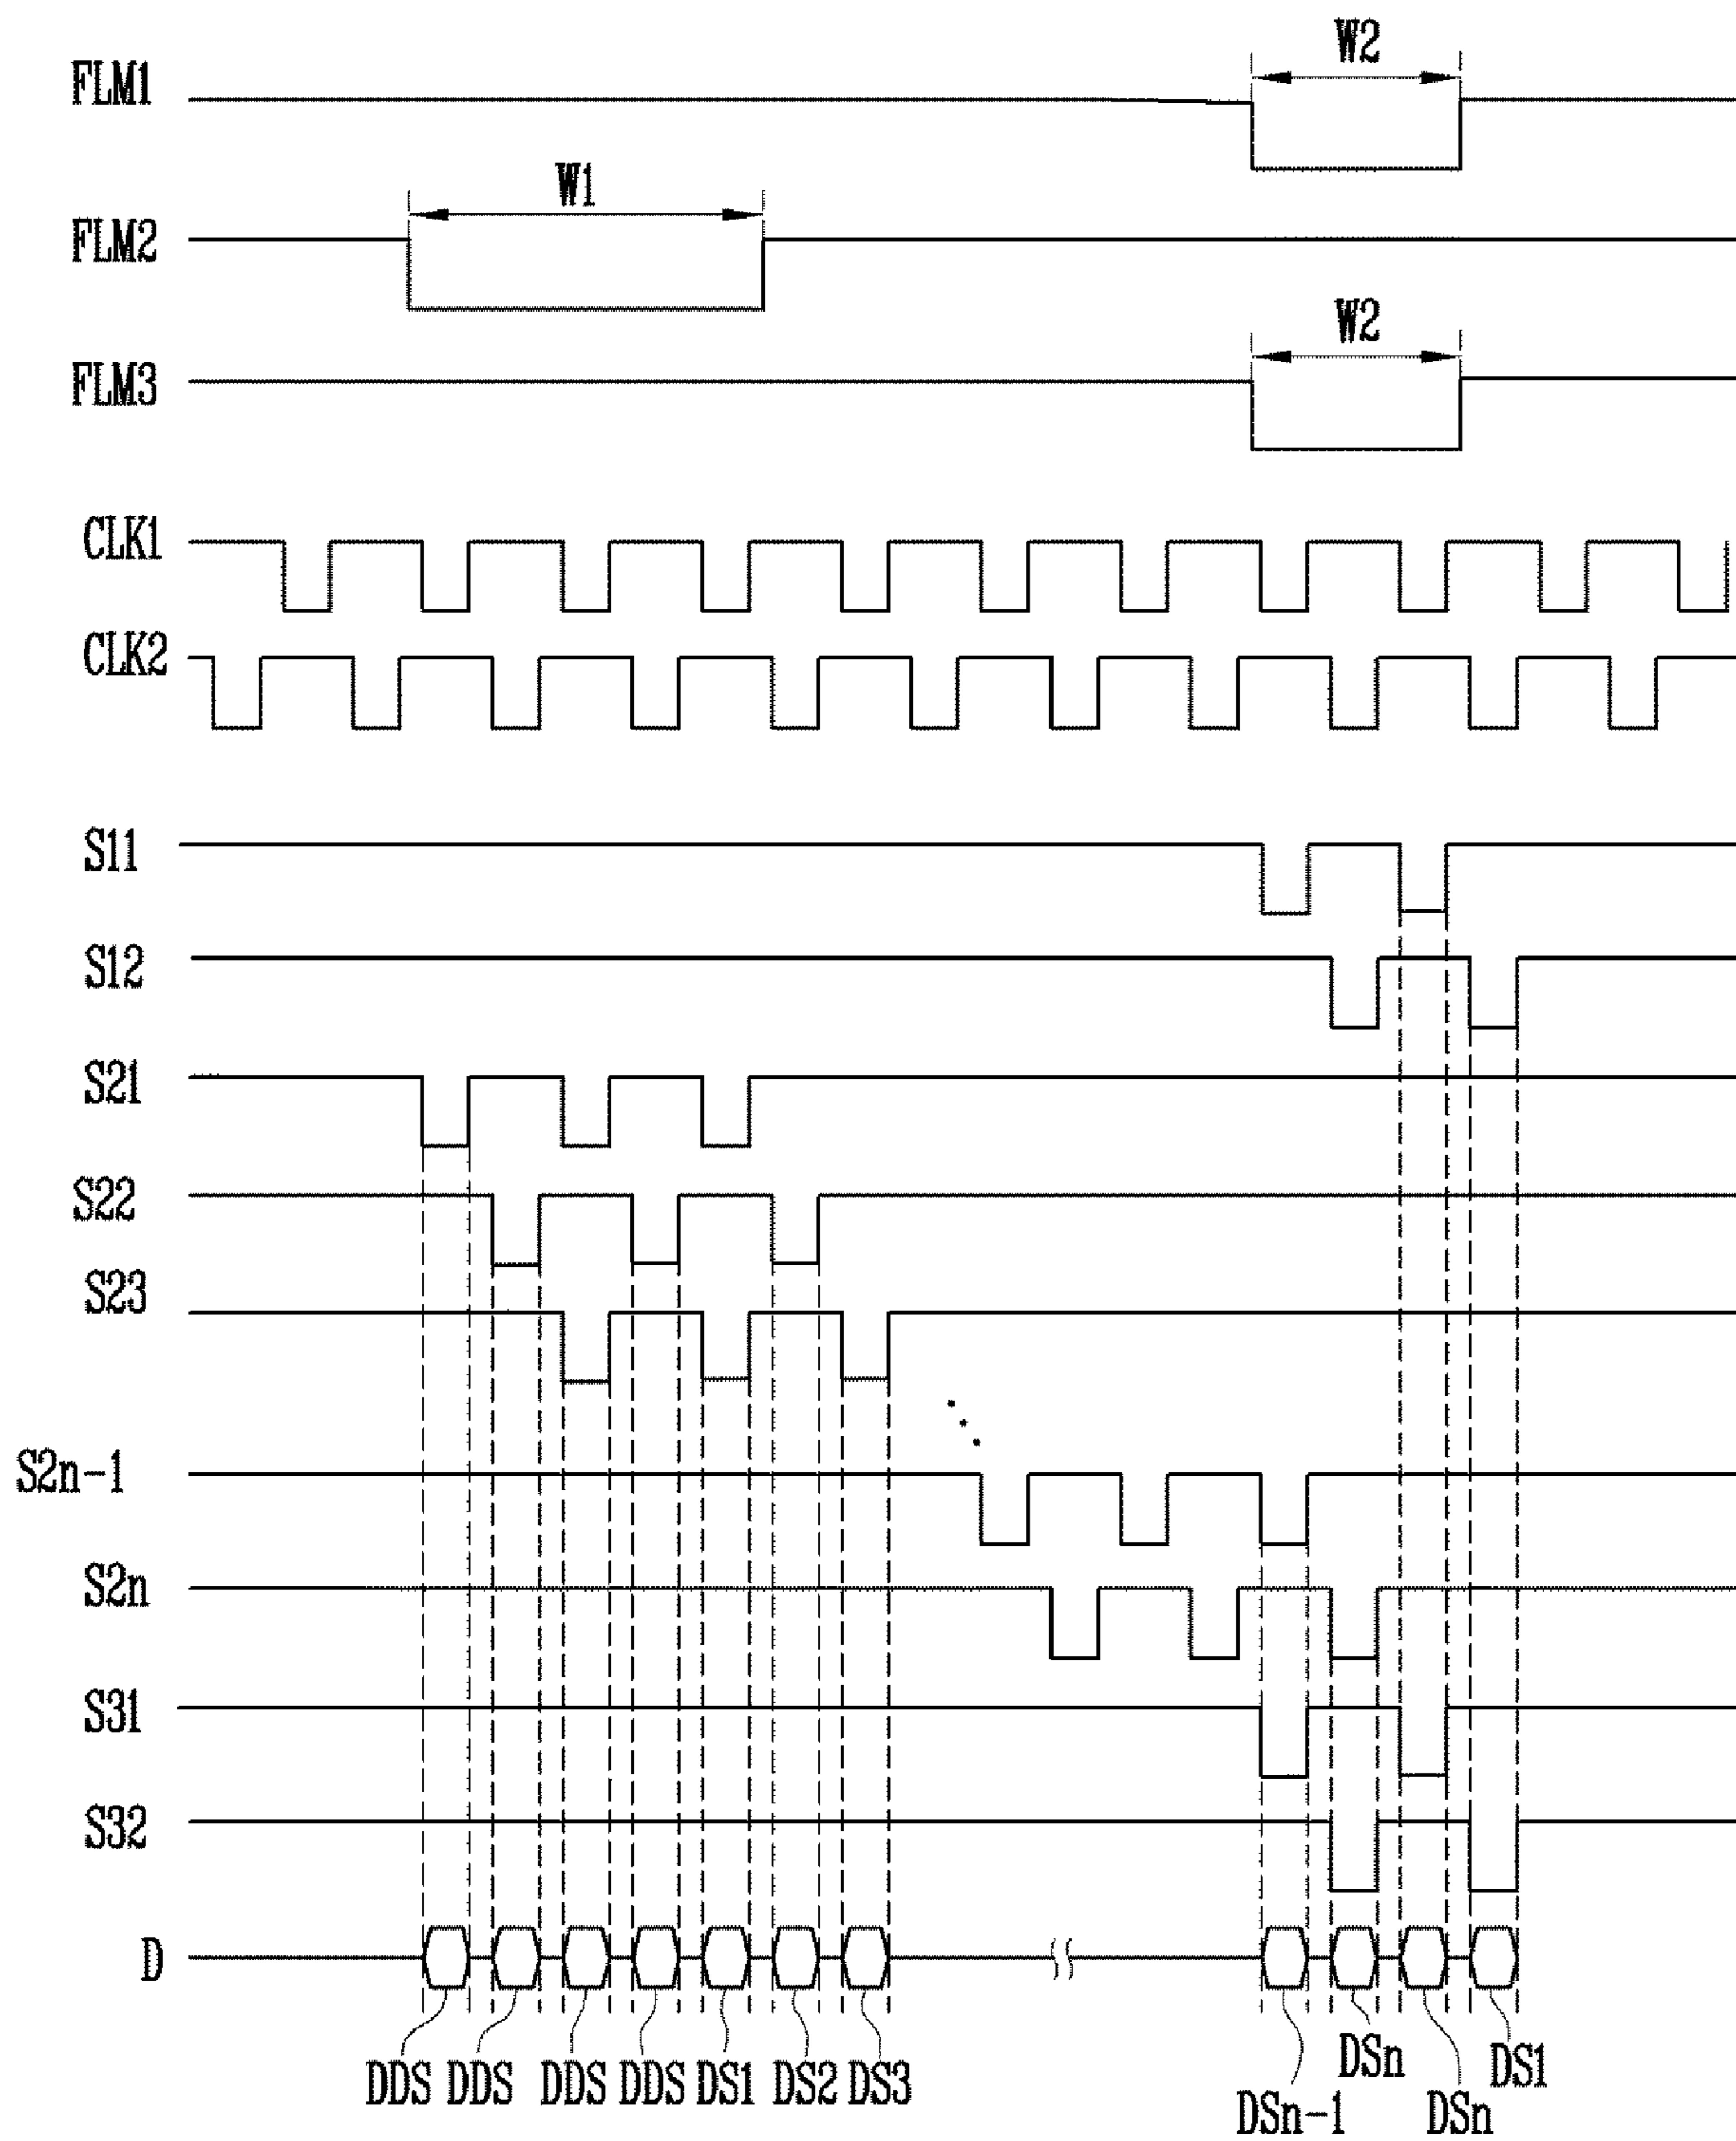 W2
FLM1
W1
FLM2
W2
FLM3
CLK1
CLK2
S11
S12
S21
S22
S23
S2n-1
S2n
S31
S32
D
DDS DDS DDS DDS DS1 DS2 DS3 DSn-1 DSn DSn DS1